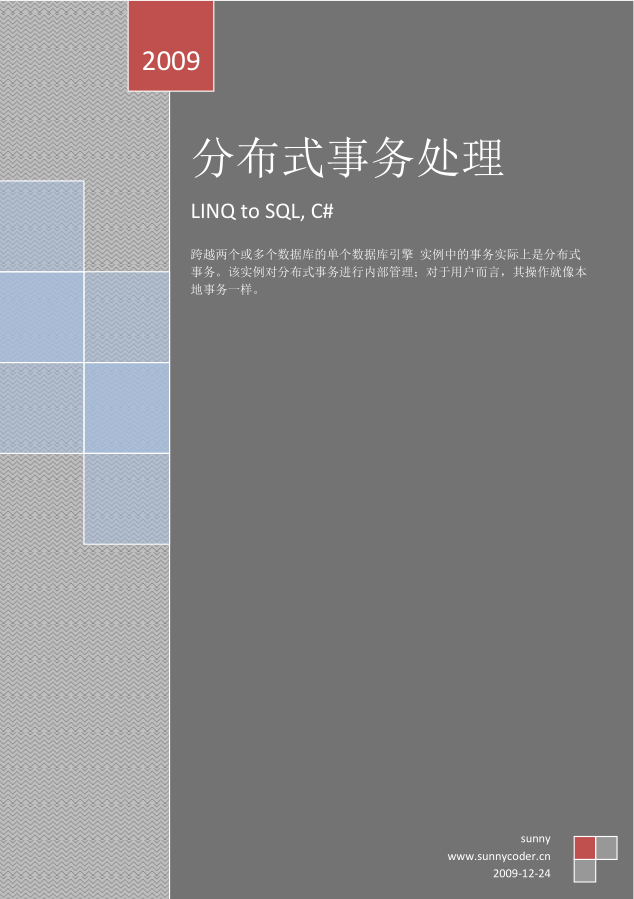 2009
分布式事务处理
LINQ to SQL, C#
跨越两个或多个数据库的单个数据库引擎 实例中的事务实际上是分布式
事务。该实例对分布式事务进行内部管理；对于用户而言，其操作就像本
地事务一样。
sunny
www.sunnycoder.cn
2009-12-24